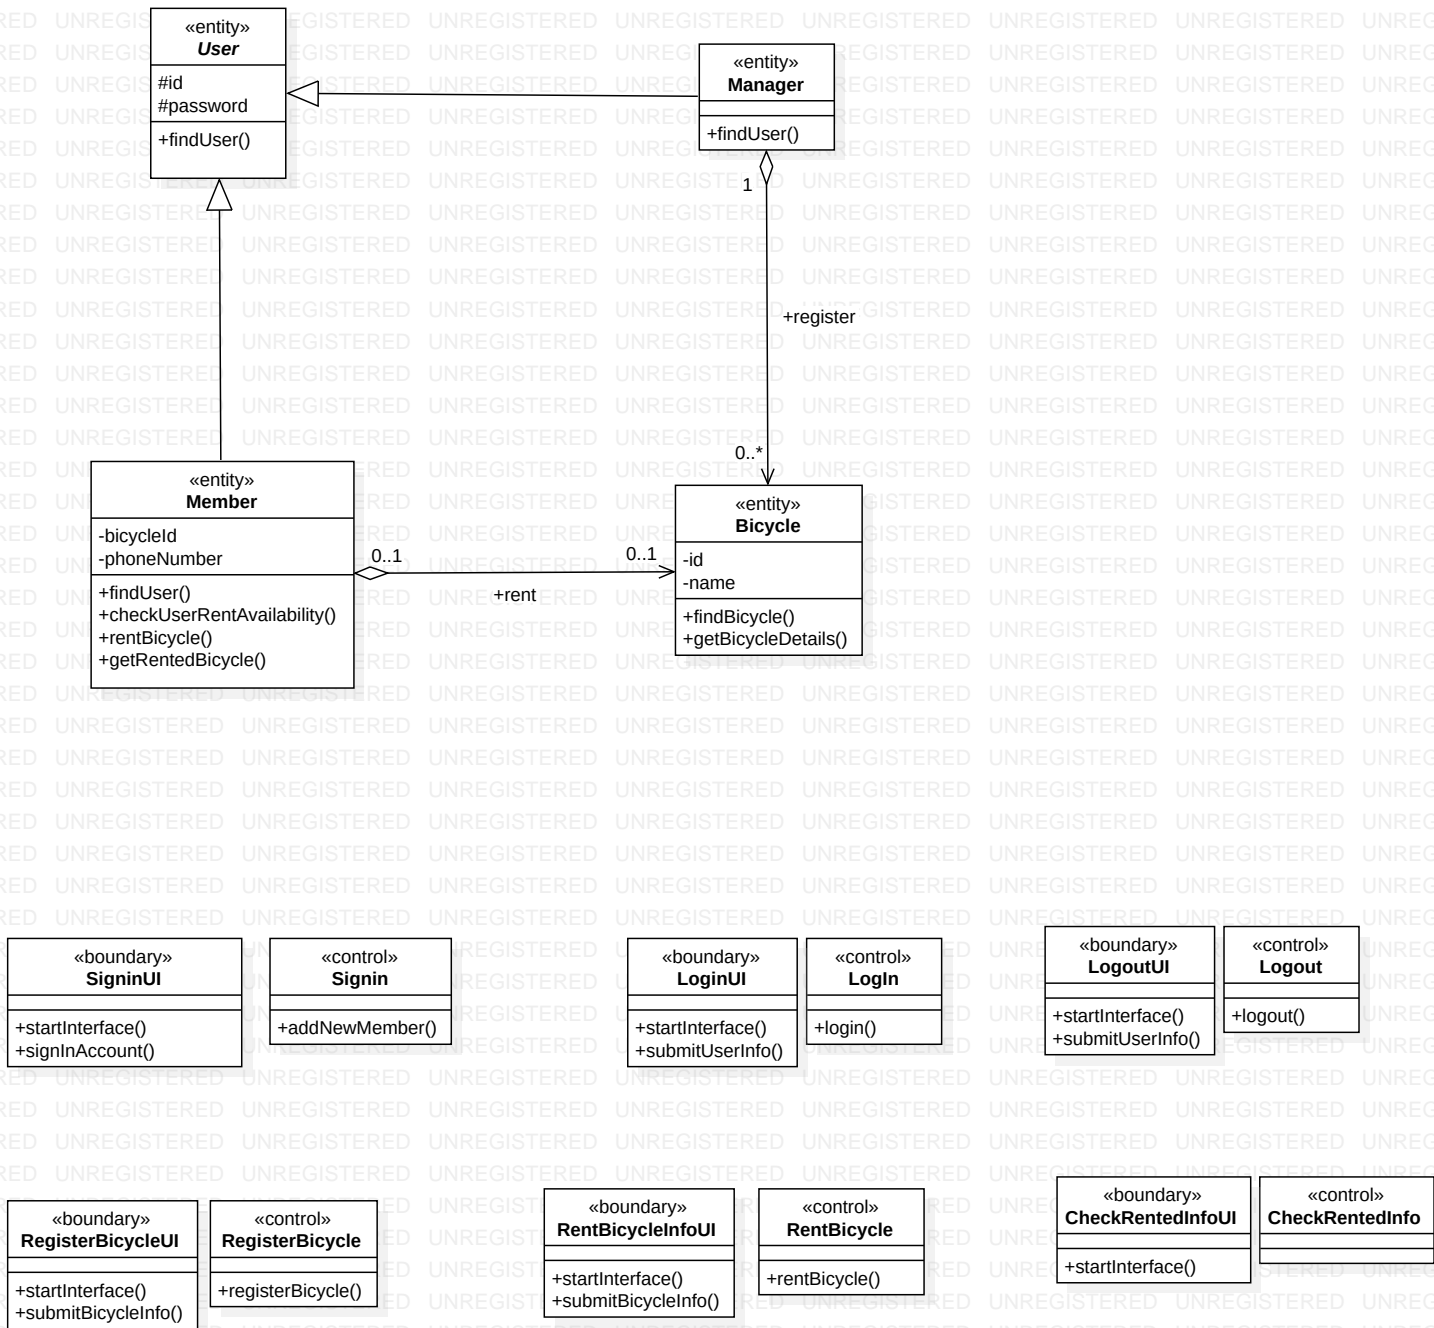 «entity»
User
#id
#password
+findUser()
«entity»
Manager
+findUser()
1
+register
0..*
«entity»
Member
-bicycleId
-phoneNumber
+findUser()
+checkUserRentAvailability()
+rentBicycle()
+getRentedBicycle()
0..1
+rent
0..1
«entity»
Bicycle
-id
-name
+findBicycle()
+getBicycleDetails()
«boundary»
SigninUI
+startInterface()
+signInAccount()
«control»
Signin
+addNewMember()
«boundary»
LoginUI
+startInterface()
+submitUserInfo()
«control»
LogIn
+login()
«boundary»
LogoutUI
+startInterface()
+submitUserInfo()
«control»
Logout
+logout()
«boundary»
RegisterBicycleUI
+startInterface()
+submitBicycleInfo()
«control»
RegisterBicycle
+registerBicycle()
«boundary»
RentBicycleInfoUI
+startInterface()
+submitBicycleInfo()
«control»
RentBicycle
+rentBicycle()
«boundary»
CheckRentedInfoUI
+startInterface()
«control»
CheckRentedInfo
UNREGISTERED